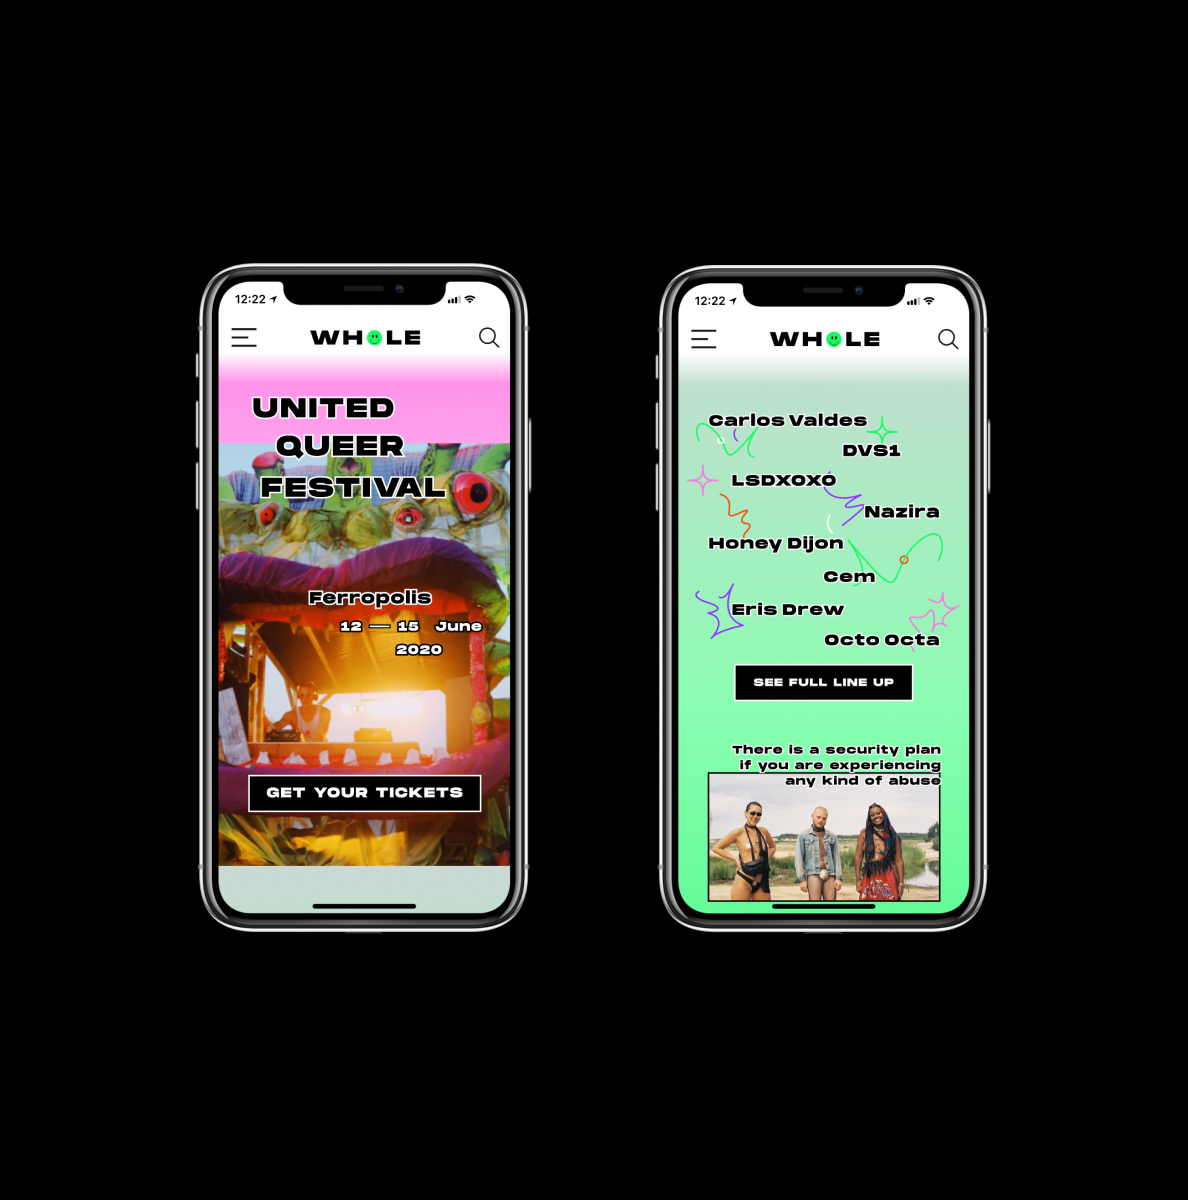 12:22
WHOLE
UNITED
QUEER
FESTIVAL
Ferropolis
12 — 15 June
2020
GET YOUR TICKETS
12:22
WHOLE
Carlos Valdes
DVS1
LSDXOXO
Nazira
Honey Dijon
Cem
Eris Drew
Octo Octa
SEE FULL LINE UP
There is a security plan
if you are experiencing
any kind of abuse